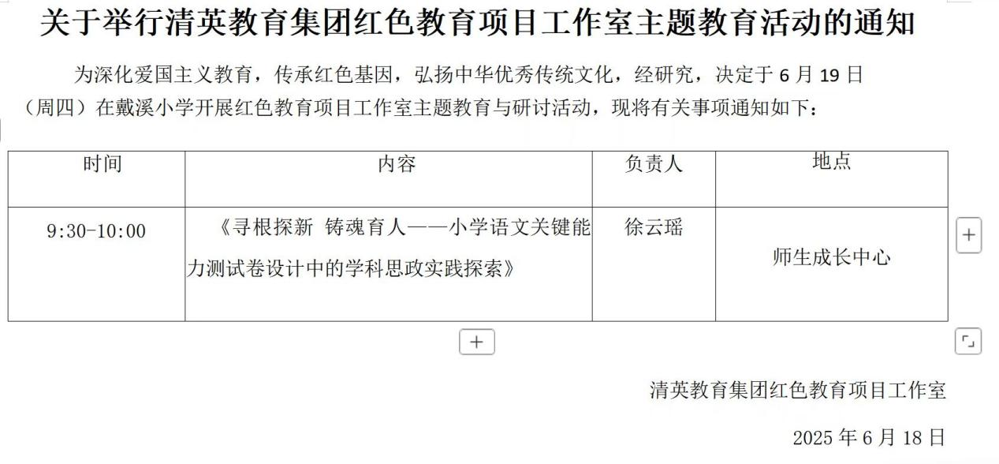 关于举行清英教育集团红色教育项目工作室主题教育活动的通知
为深化爱国主义教育，传承红色基因，弘扬中华优秀传统文化，经研究，决定于 6 月 19 日
（周四）在戴溪小学开展红色教育项目工作室主题教育与研讨活动，现将有关事项通知如下：
时间 内容 负责人 地点
9:30-10:00 《寻根探新 铸魂育人——小学语文关键能 徐云瑶
力测试卷设计中的学科思政实践探索》 师生成长中心
清英教育集团红色教育项目工作室
2025 年 6 月 18 日